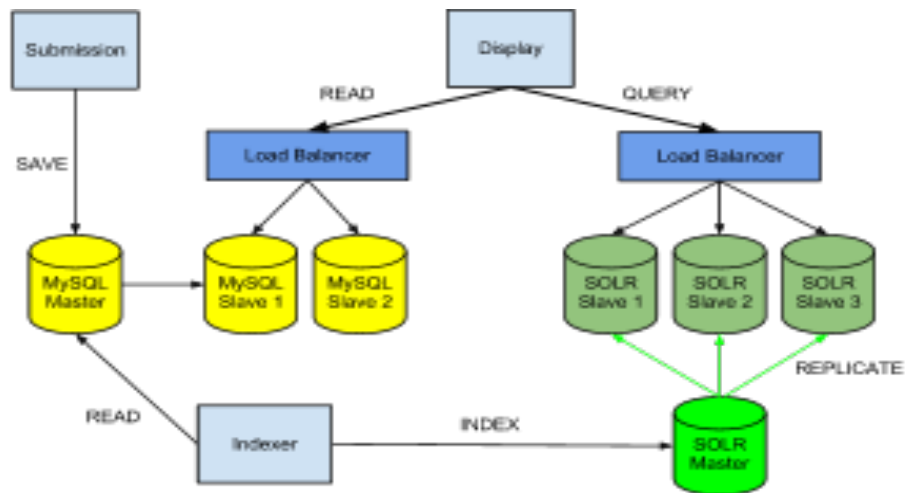 Submission
Display
READ
QUERY
Load Balancer
Load Balancer
SAVE
MySQL
Master
MySQL
Slave 1
MySQL
Slave 2
SOLR
Slave 1
SOLR
Slave 2
SOLR
Slave 3
REPLICATE
READ
INDEX
Indexer
SOLR
Master